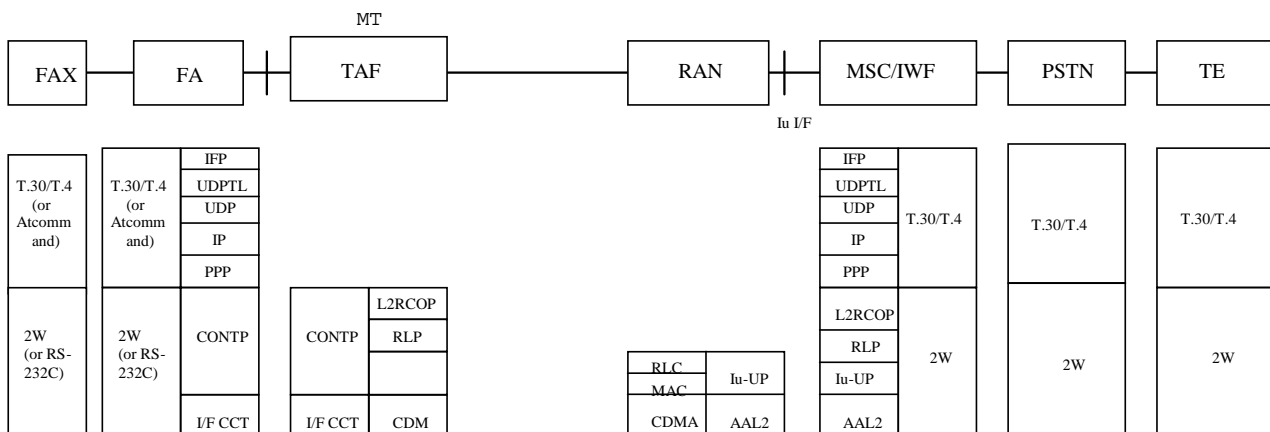 MT
FAX
FA
TAF
RAN
MSC/IWF
PSTN
TE
Iu I/F
T.30/T.4
(or
Atcomm
and)
2W
(or RS-
232C)
T.30/T.4
(or
Atcomm
and)
2W
(or RS-
232C)
IFP
UDPTL
UDP
IP
PPP
CONTP
I/F CCT
CONTP
I/F CCT
L2RCOP
RLP
CDM
RLC
MAC
CDMA
Iu-UP
AAL2
IFP
UDPTL
UDP
IP
PPP
L2RCOP
RLP
Iu-UP
AAL2
T.30/T.4
2W
T.30/T.4
2W
T.30/T.4
2W